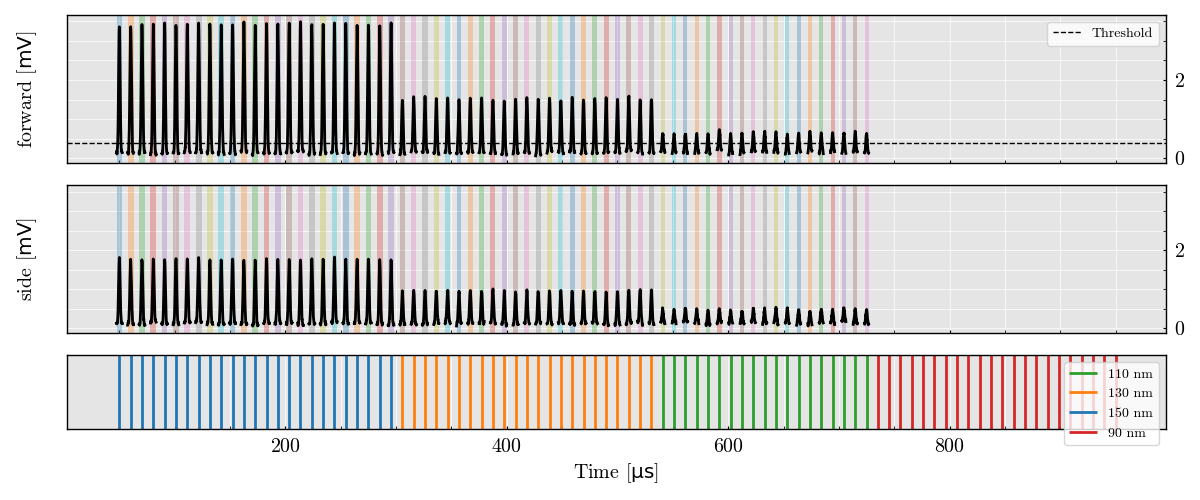 forward [mV]
Threshold
2
0
side [mV]
2
0
110 nm
130 nm
150 nm
90 nm
200
400
600
800
Time [µs]